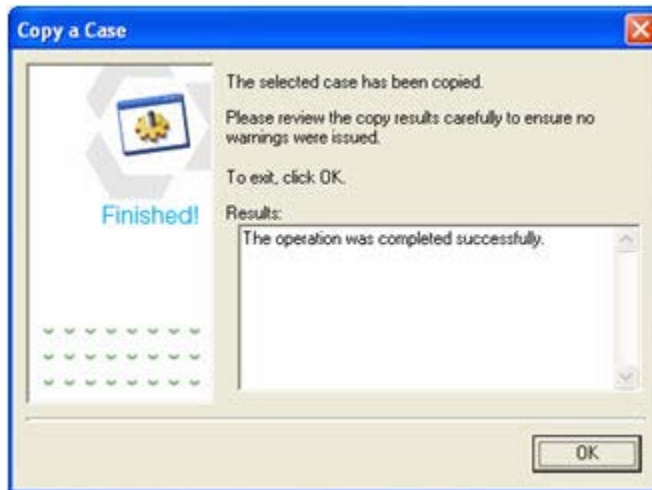 Copy a Case
The selected case has been copied.
Please review the copy results carefully to ensure no
warnings were issued.
To exit, click OK.
Finished!
Results:
The operation was completed successfully.
OK